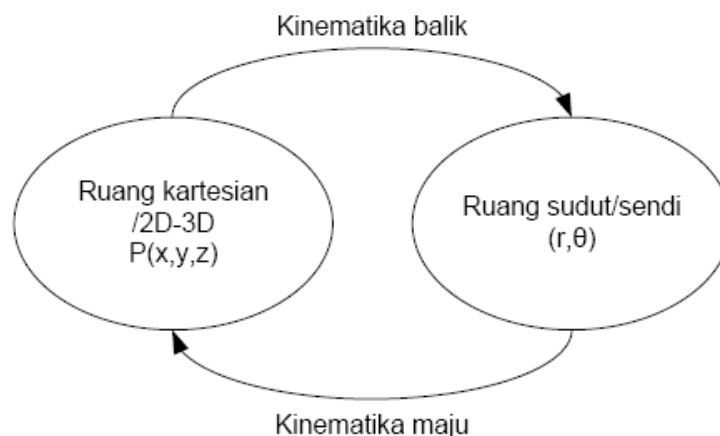 Kinematika balik
Ruang kartesian
/2D-3D
P(x,y,z)
Ruang sudut/sendi
(r,θ)
Kinematika maju